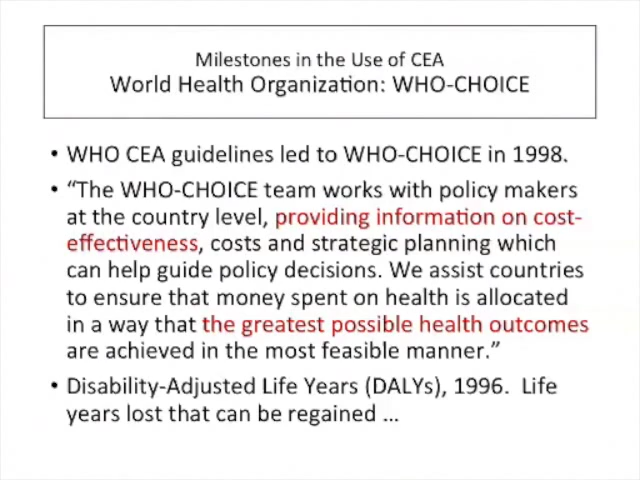 Milestones in the Use of CEA
World Health Organization: WHO-CHOICE
• WHO CEA guidelines led to WHO-CHOICE in 1998.
• “The WHO-CHOICE team works with policy makers
at the country level, providing information on cost-
effectiveness, costs and strategic planning which
can help guide policy decisions. We assist countries
to ensure that money spent on health is allocated
in a way that the greatest possible health outcomes
are achieved in the most feasible manner.”
• Disability-Adjusted Life Years (DALYs), 1996.  Life
years lost that can be regained …